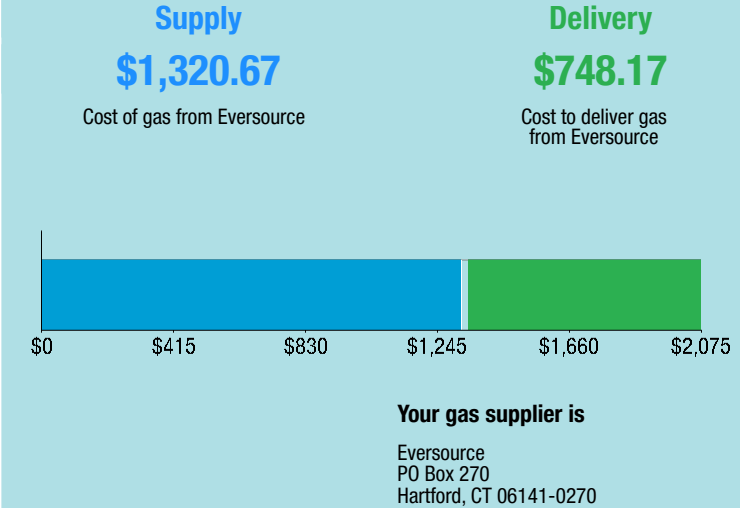 Supply
$1,320.67
Cost of gas from Eversource
Delivery
$748.17
Cost to deliver gas
from Eversource
$0 $415 $830 $1,245 $1,660 $2,075
Your gas supplier is
Eversource
PO Box 270
Hartford, CT 06141-0270